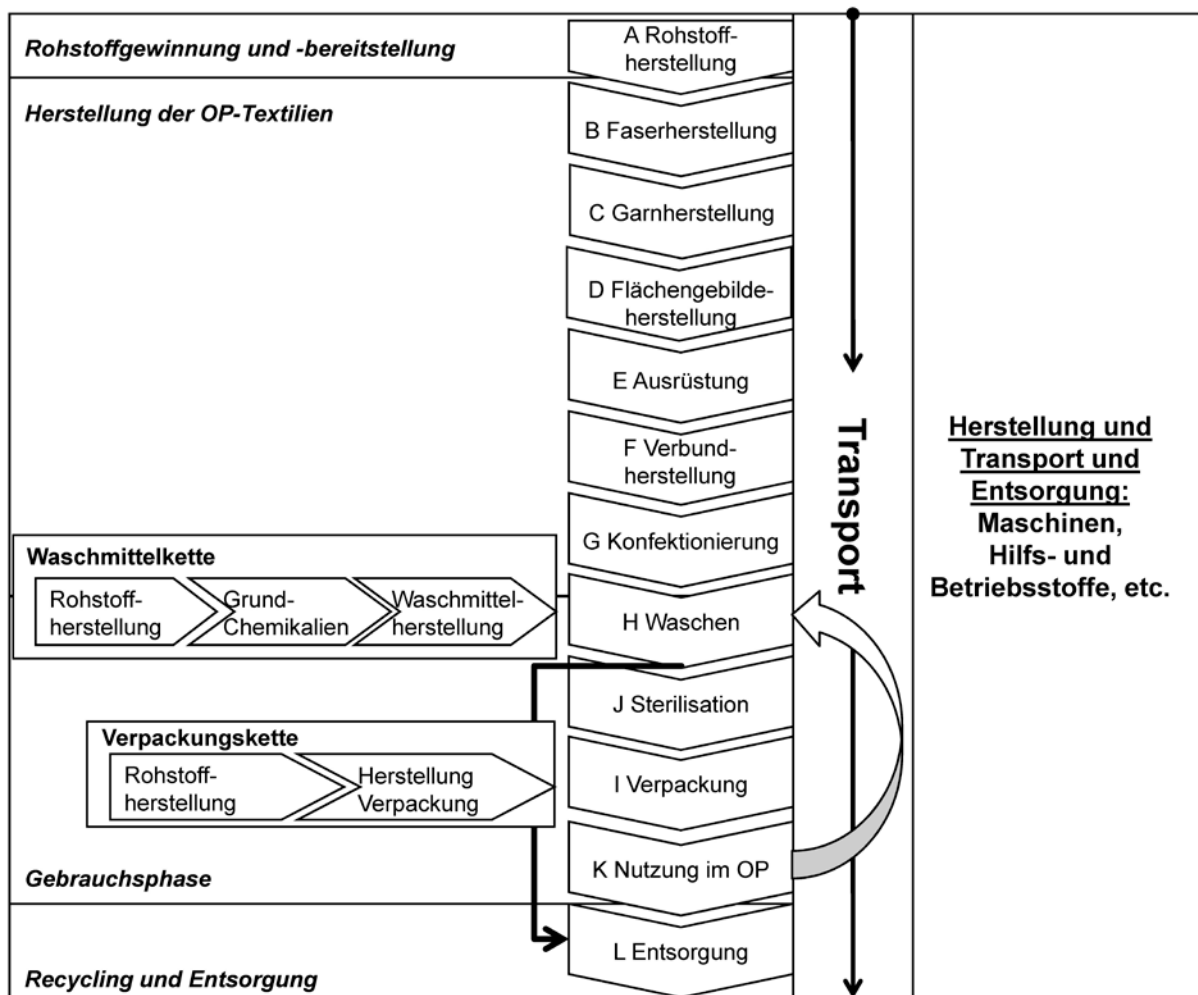 Rohstoffgewinnung und -bereitstellung
A Rohstoff-
herstellung
Herstellung der OP-Textilien
B Faserherstellung
C Garnherstellung
D Flächengebilde-
herstellung
E Ausrüstung
F Verbund-
herstellung
G Konfektionierung
Waschmittelkette
Rohstoff-
herstellung
Grund-
Chemikalien
Waschmittel-
herstellung
H Waschen
J Sterilisation
Verpackungskette
Rohstoff-
herstellung
Herstellung
Verpackung
I Verpackung
K Nutzung im OP
Gebrauchsphase
L Entsorgung
Recycling und Entsorgung
Transport
Herstellung und
Transport und
Entsorgung:
Maschinen,
Hilfs- und
Betriebsstoffe, etc.